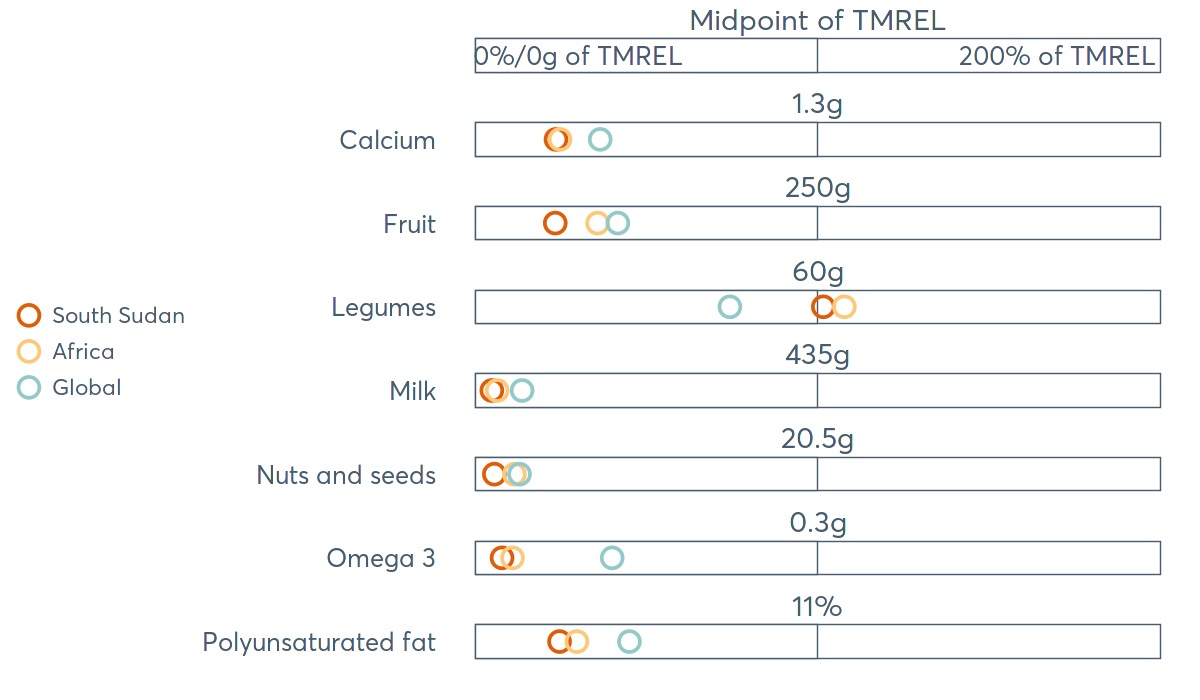 Midpoint of TMREL
0%/0g of TMREL
200% of TMREL
1.3g
Calcium
250g
Fruit
60g
Legumes
South Sudan
Africa
Global
435g
Milk
20.5g
Nuts and seeds
0.3g
Omega 3
11%
Polyunsaturated fat